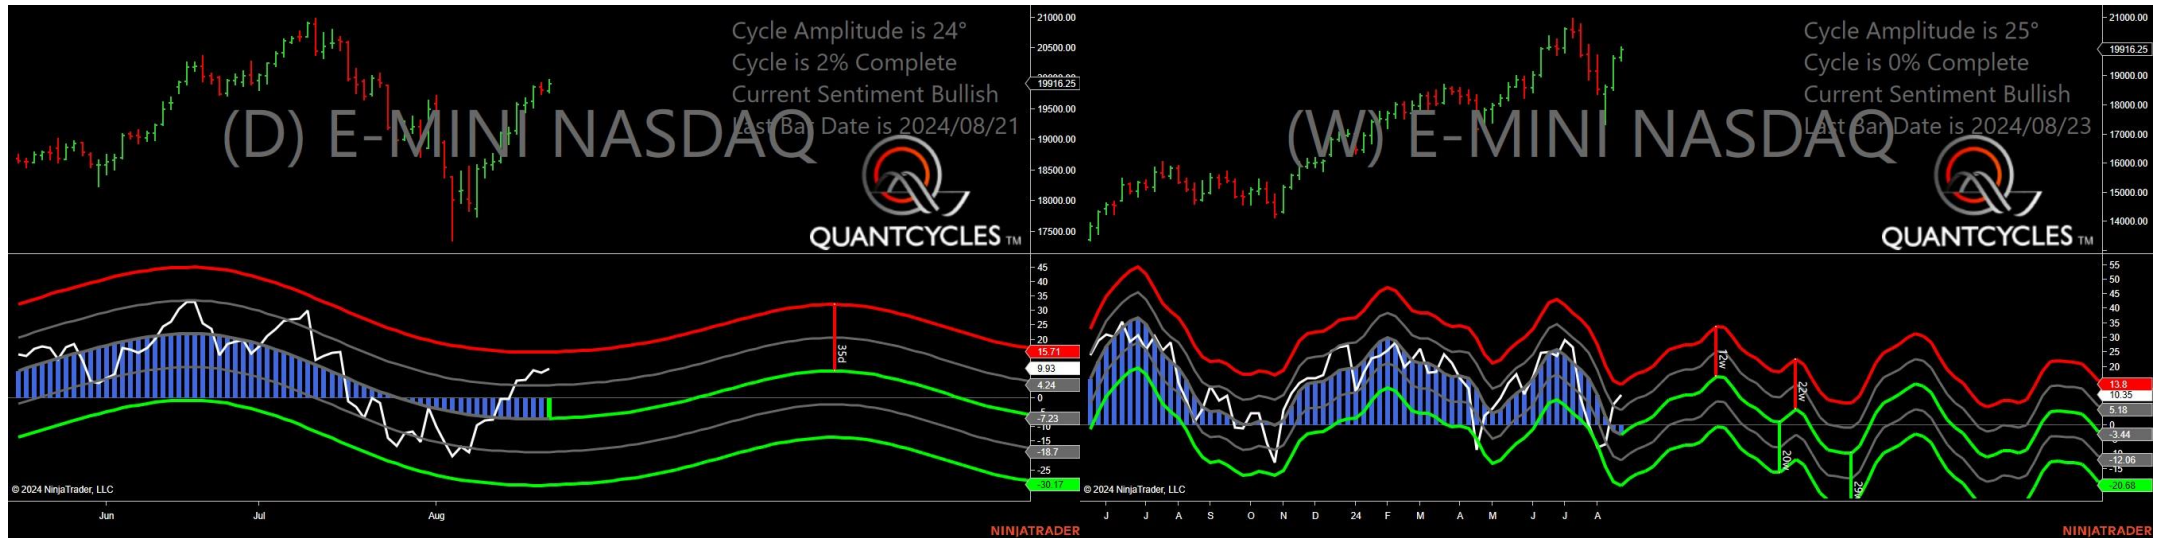 Cycle Amplitude is 24°
Cycle is 2% Complete
Current Sentiment Bullish
Last Bar Date is 2024/08/21
(D) E-MINI NASDAQ
QUANTCYCLES TM
21000.00
20500.00
19916.25
19500.00
19000.00
18500.00
18000.00
17500.00
45
40
35
30
25
20
15.71
9.93
4.24
0
-7.23
-10
-15
-18.7
-25
-30.17
35d
© 2024 NinjaTrader, LLC
Jun Jul Aug
NINJATRADER
Cycle Amplitude is 25°
Cycle is 0% Complete
Current Sentiment Bullish
Last Bar Date is 2024/08/23
(W) E-MINI NASDAQ
QUANTCYCLES TM
21000.00
19916.25
19000.00
18000.00
17000.00
16000.00
15000.00
14000.00
55
50
45
40
35
30
25
20
13.8
10.35
5.18
0
-3.44
-12.06
-15
-20.68
12w
22w
20w
29w
© 2024 NinjaTrader, LLC
J J A S O N D 24 F M A M J J A
NINJATRADER